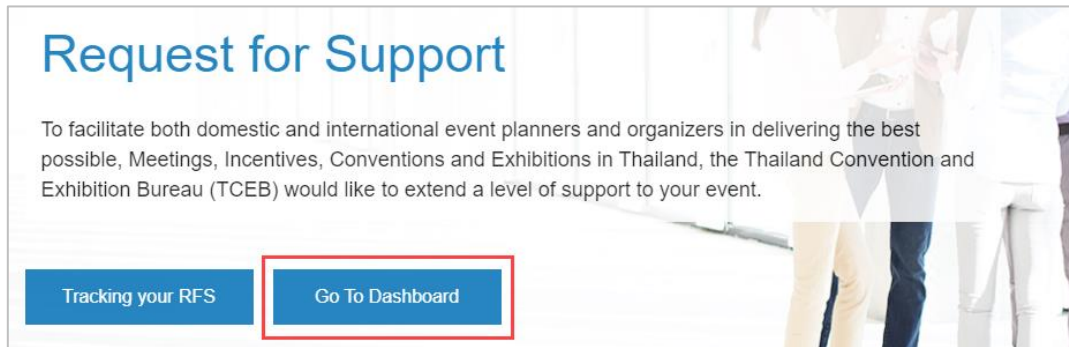 Request for Support
To facilitate both domestic and international event planners and organizers in delivering the best
possible, Meetings, Incentives, Conventions and Exhibitions in Thailand, the Thailand Convention and
Exhibition Bureau (TCEB) would like to extend a level of support to your event.
Tracking your RFS
Go To Dashboard